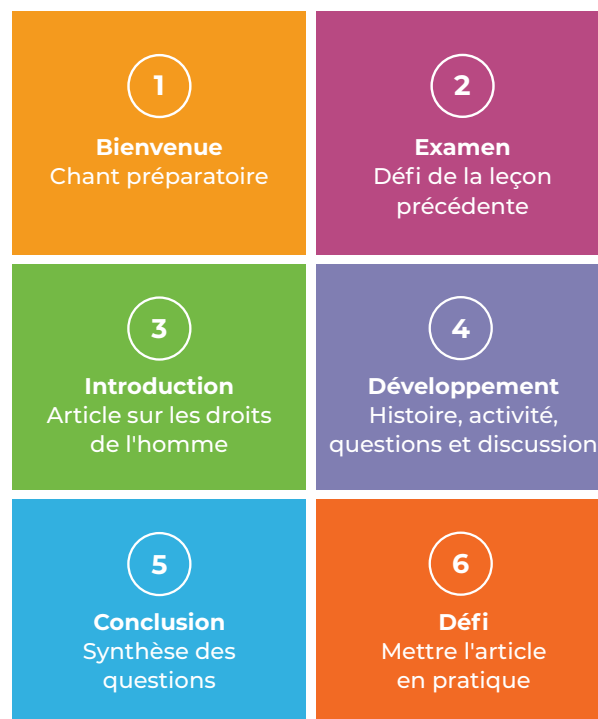 1
Bienvenue
Chant préparatoire
2
Examen
Défi de la leçon
précédente
3
Introduction
Article sur les droits
de l'homme
4
Développement
Histoire, activité,
questions et discussion
5
Conclusion
Synthèse des
questions
6
Défi
Mettre l'article
en pratique